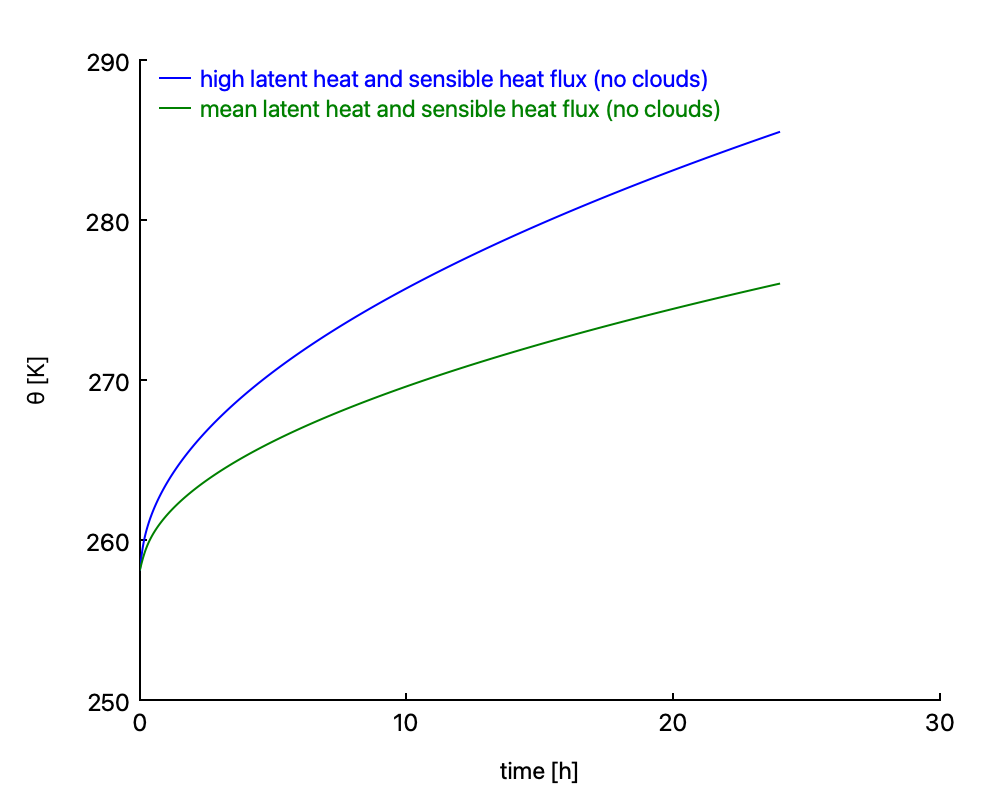 290
high latent heat and sensible heat flux (no clouds)
mean latent heat and sensible heat flux (no clouds)
280
270
θ [K]
260
250
0 10 20 30
time [h]